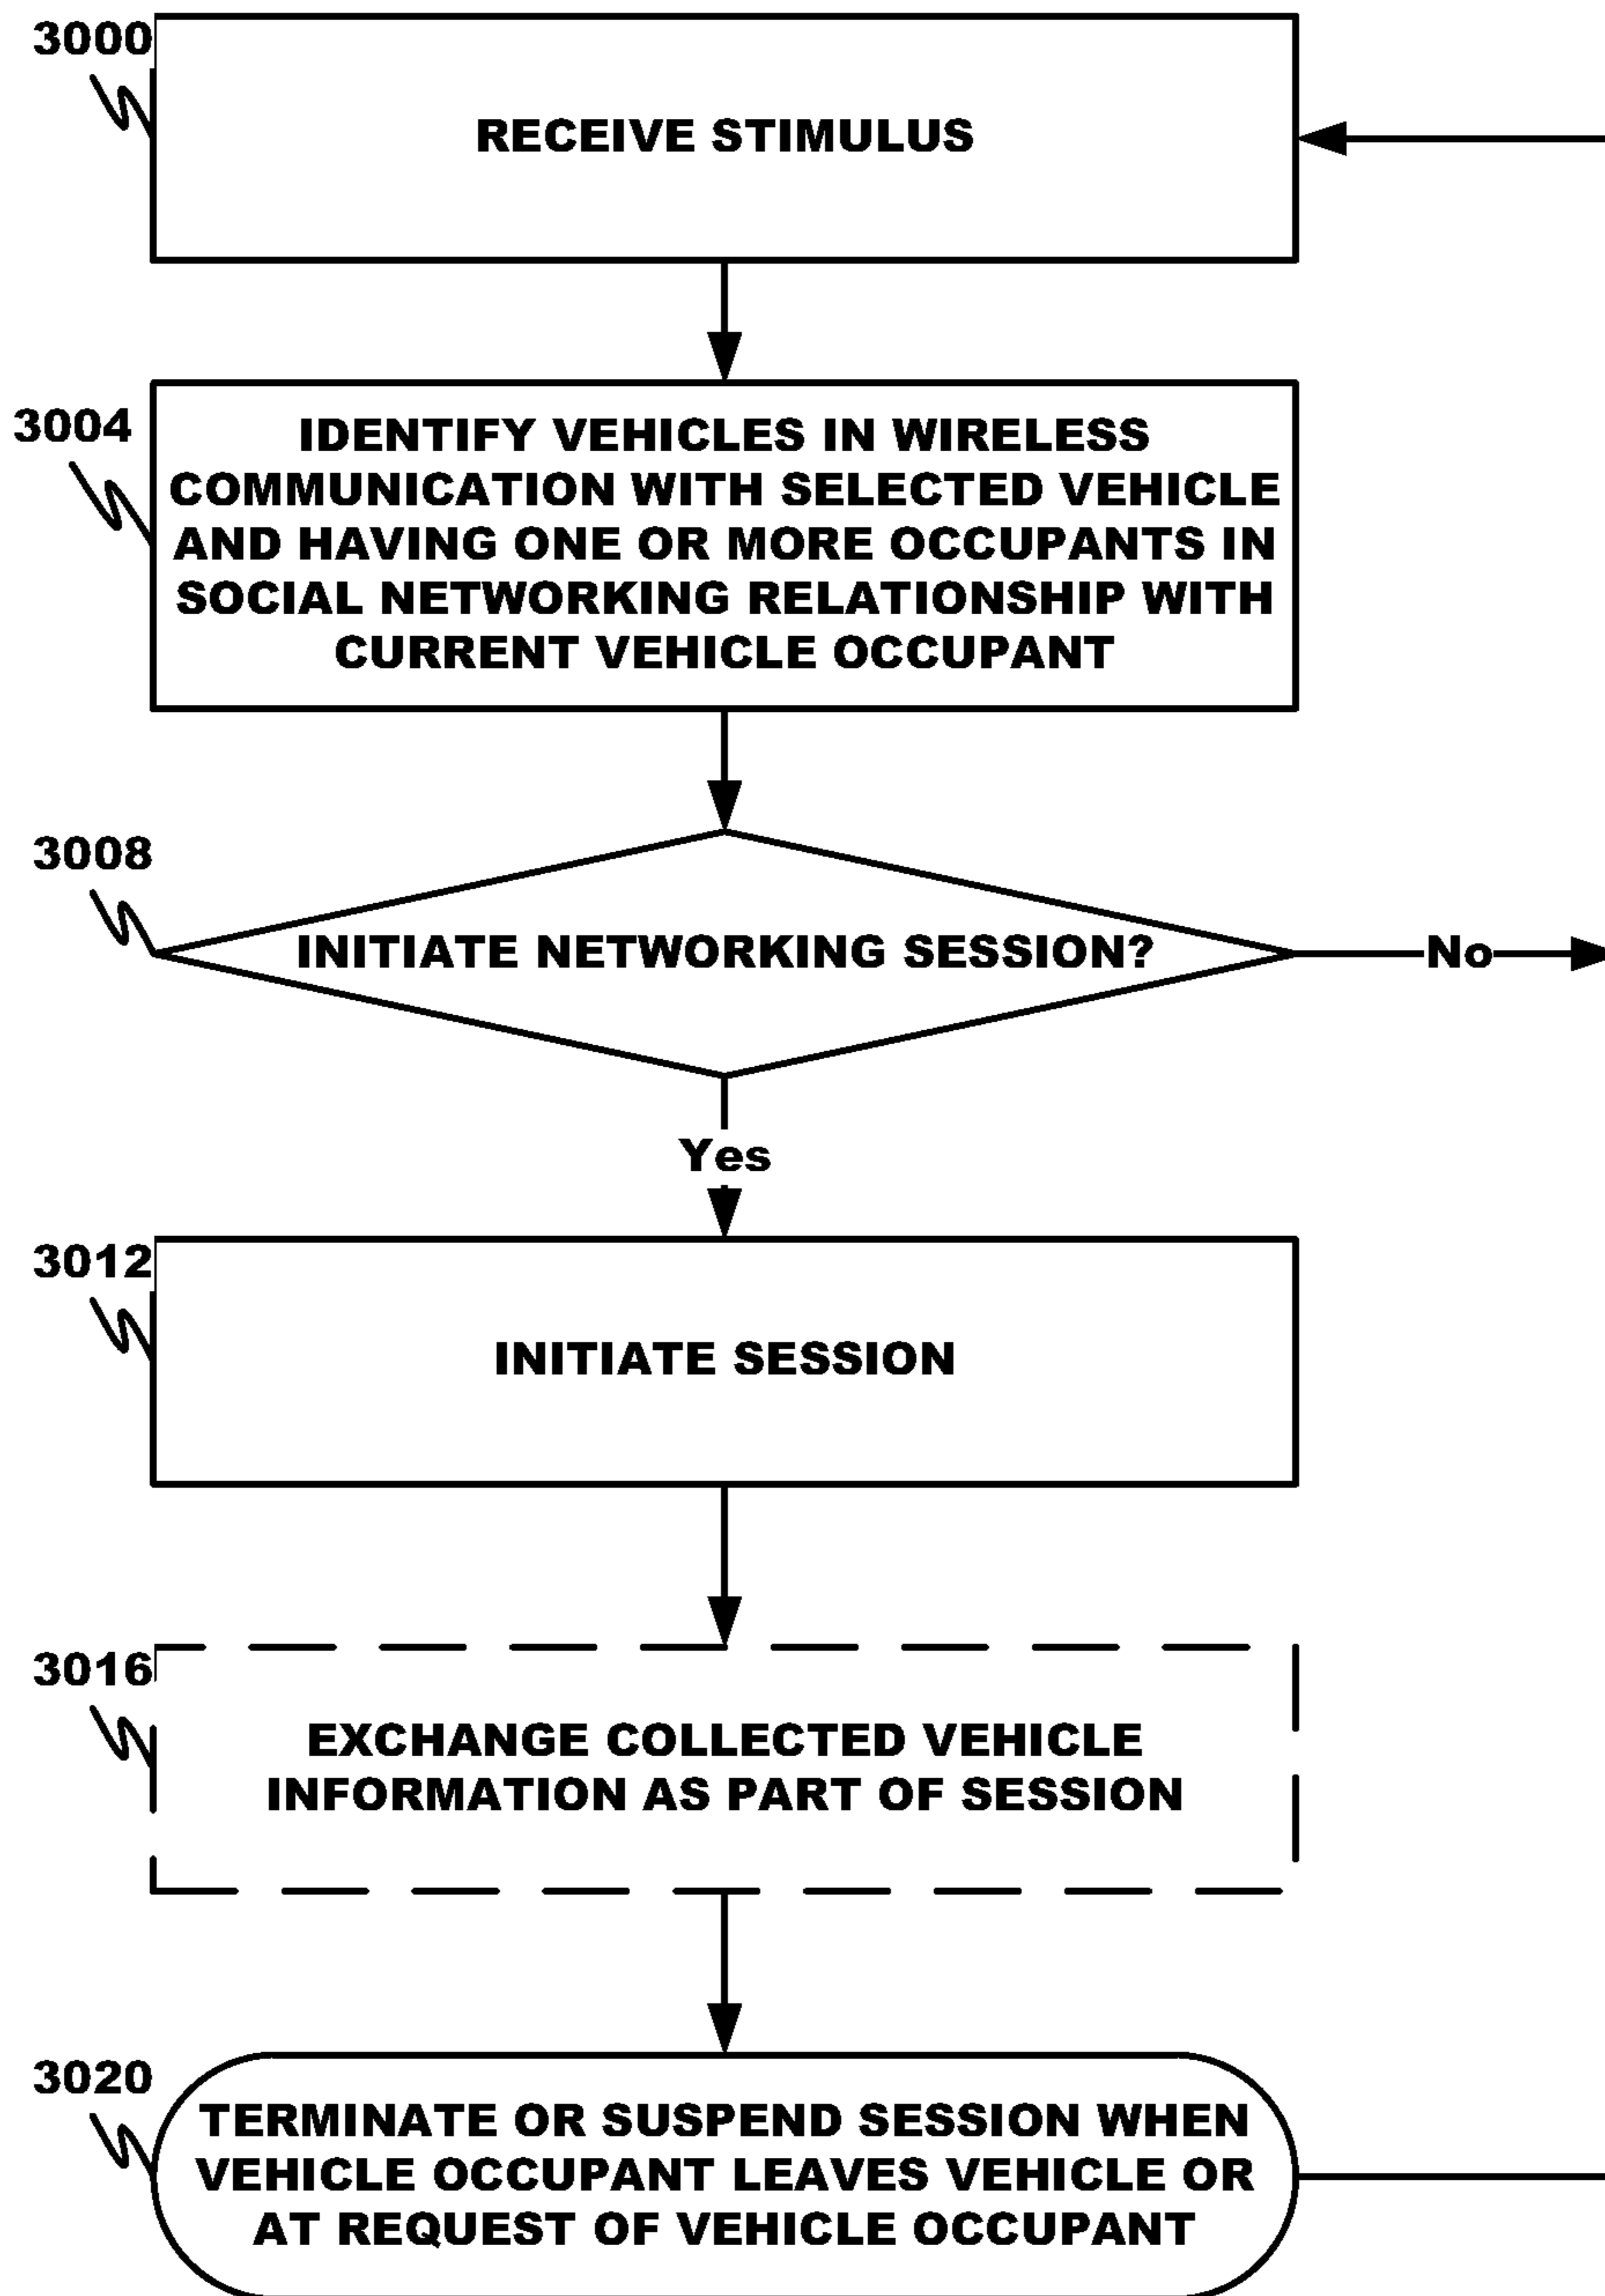 3000
RECEIVE STIMULUS
3004
IDENTIFY VEHICLES IN WIRELESS
COMMUNICATION WITH SELECTED VEHICLE
AND HAVING ONE OR MORE OCCUPANTS IN
SOCIAL NETWORKING RELATIONSHIP WITH
CURRENT VEHICLE OCCUPANT
3008
INITIATE NETWORKING SESSION?
No
Yes
3012
INITIATE SESSION
3016
EXCHANGE COLLECTED VEHICLE
INFORMATION AS PART OF SESSION
3020
TERMINATE OR SUSPEND SESSION WHEN
VEHICLE OCCUPANT LEAVES VEHICLE OR
AT REQUEST OF VEHICLE OCCUPANT